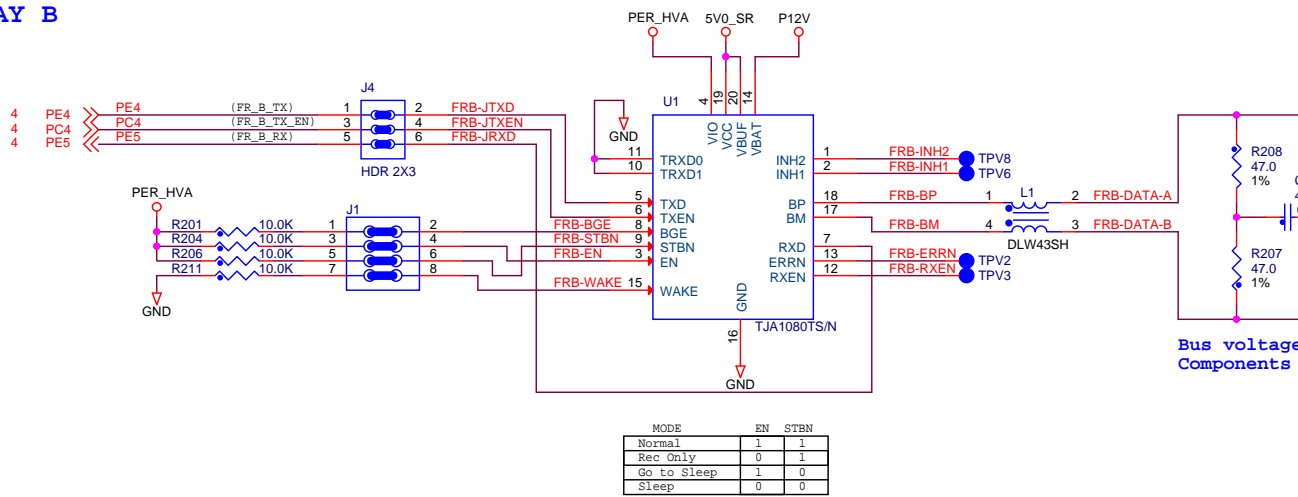 AY B
PER_HVA 5V0_SR P12V
J4
U1
4 PE4 PE4 (FR_B_TX) 1 2 FRB-JTXD
4 PC4 PC4 (FR_B_TX_EN) 3 4 FRB-JTXEN
4 PE5 PE5 (FR_B_RX) 5 6 FRB-JRXD
HDR 2X3
GND
4 19 20 14
VIO VCC VBUF VBAT
11 TRXD0
10 TRXD1
5 TXD
6 TXEN
8 BGE
9 STBN
3 EN
15 WAKE
INH2 1 FRB-INH2 TPV8
INH1 2 FRB-INH1 TPV6
BP 18 FRB-BP 1 L1 2 FRB-DATA-A
BM 17 FRB-BM 4 3 FRB-DATA-B
DLW43SH
RXD 7
ERRN 13 FRB-ERRN TPV2
RXEN 12 FRB-RXEN TPV3
GND
16
TJA1080TS/N
GND
PER_HVA
J1
R201 10.0K 1 2 FRB-BGE
R204 10.0K 3 4 FRB-STBN
R206 10.0K 5 6 FRB-EN
R211 10.0K 7 8 FRB-WAKE
GND
R208
47.0
1%
C
4
R207
47.0
1%
Bus voltage
Components
MODE EN STBN
Normal 1 1
Rec Only 0 1
Go to Sleep 1 0
Sleep 0 0